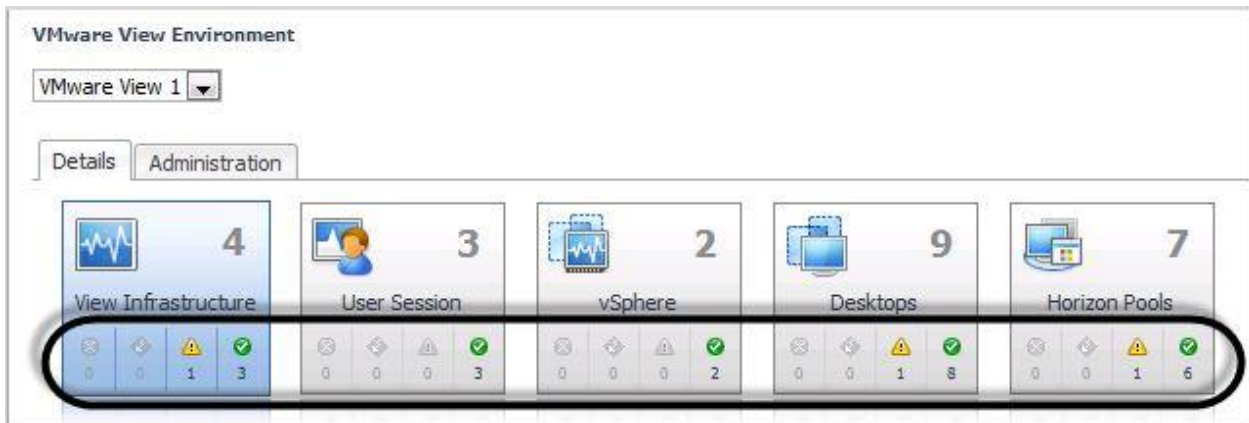 VMware View Environment
VMware View 1
Details Administration
4 3 2 9 7
View Infrastructure User Session vSphere Desktops Horizon Pools
0 0 1 3 0 0 0 3 0 0 0 2 0 0 1 8 0 0 1 6